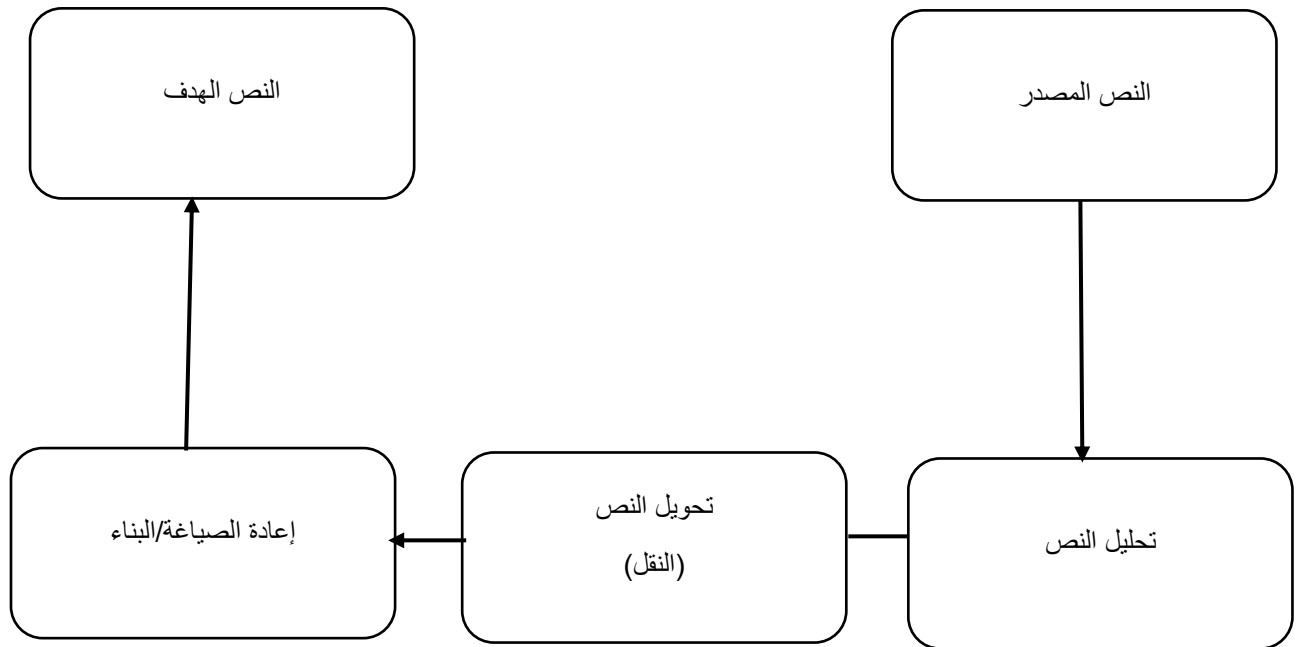 النص المصدر
النص الهدف
تحليل النص
تحويل النص
(النقل)
إعادة الصياغة/البناء